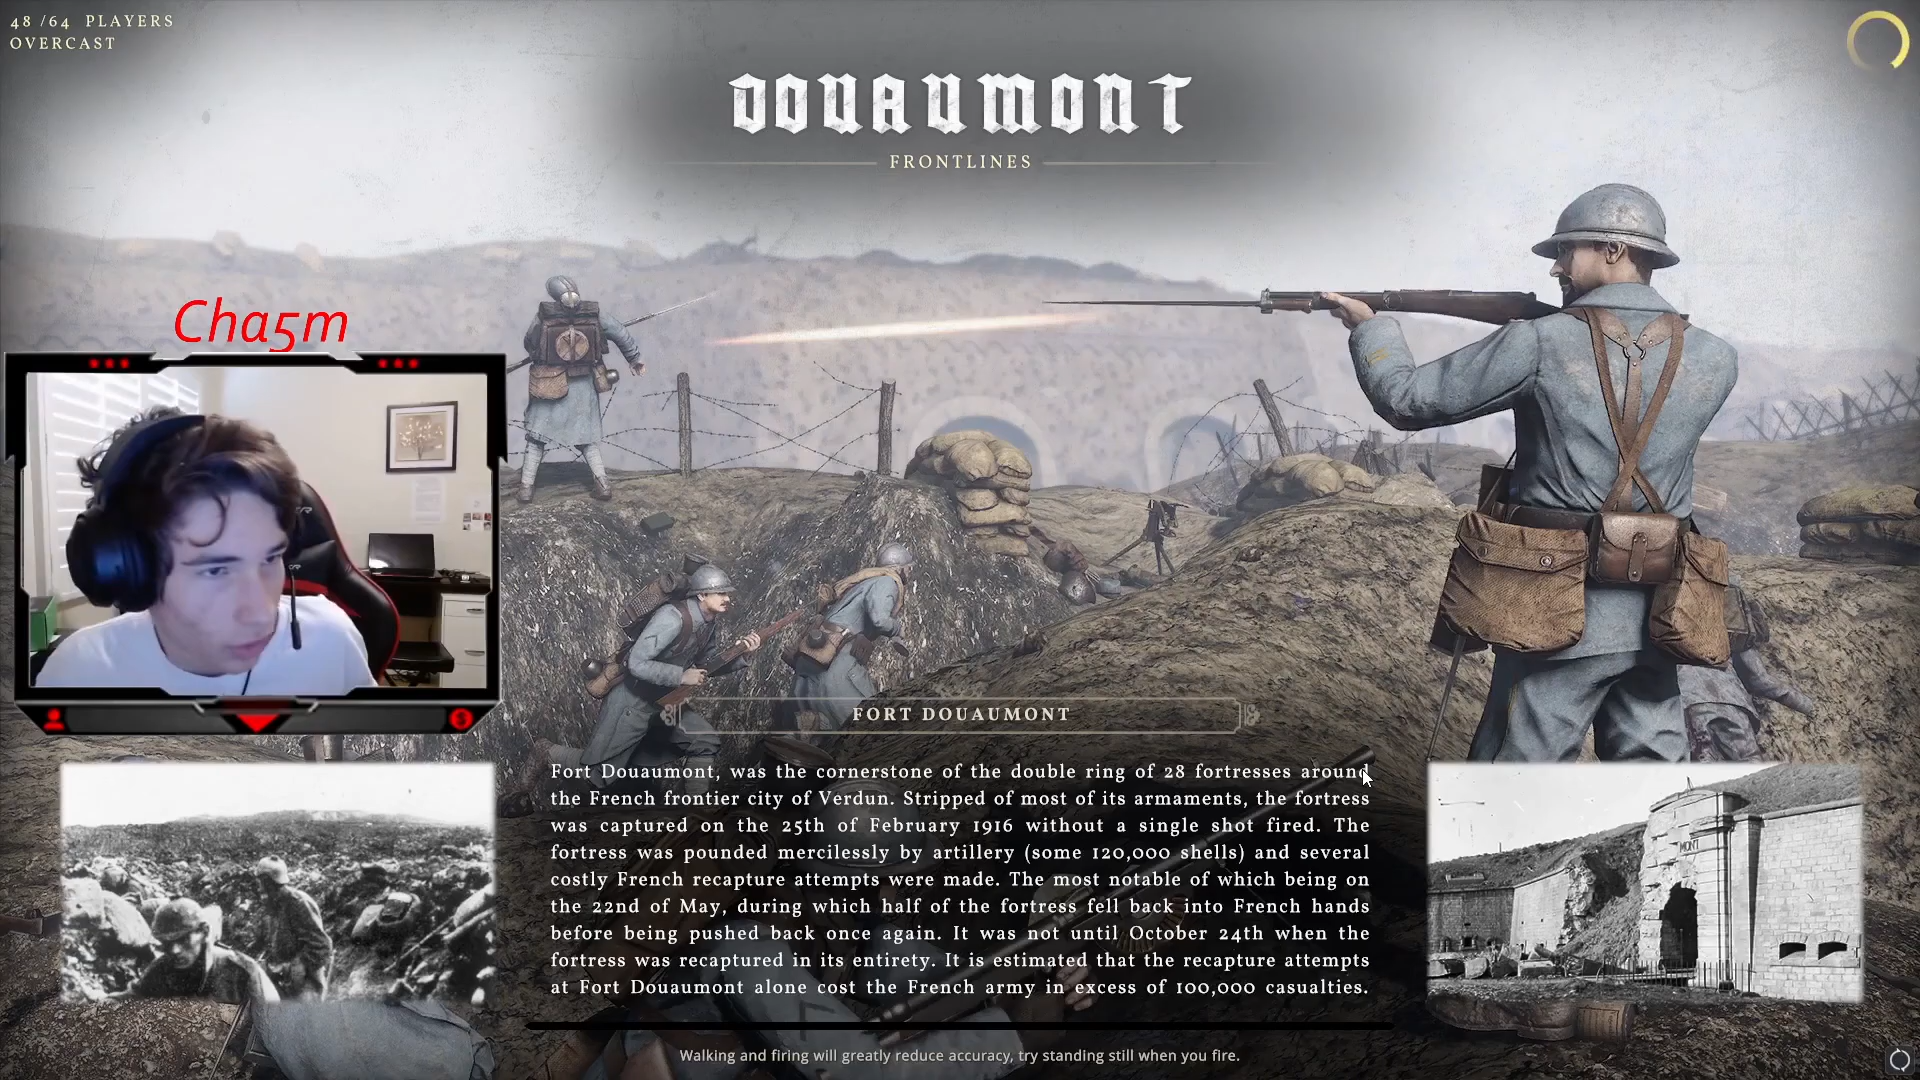 48 /64 PLAYERS
OVERCAST
DOUAUMONT
FRONTLINES
Cha5m
FORT DOUAUMONT
Fort Douaumont, was the cornerstone of the double ring of 28 fortresses around
the French frontier city of Verdun. Stripped of most of its armaments, the fortress
was captured on the 25th of February 1916 without a single shot fired. The
fortress was pounded mercilessly by artillery (some 120,000 shells) and several
costly French recapture attempts were made. The most notable of which being on
the 22nd of May, during which half of the fortress fell back into French hands
before being pushed back once again. It was not until October 24th when the
fortress was recaptured in its entirety. It is estimated that the recapture attempts
at Fort Douaumont alone cost the French army in excess of 100,000 casualties.
Walking and firing will greatly reduce accuracy, try standing still when you fire.